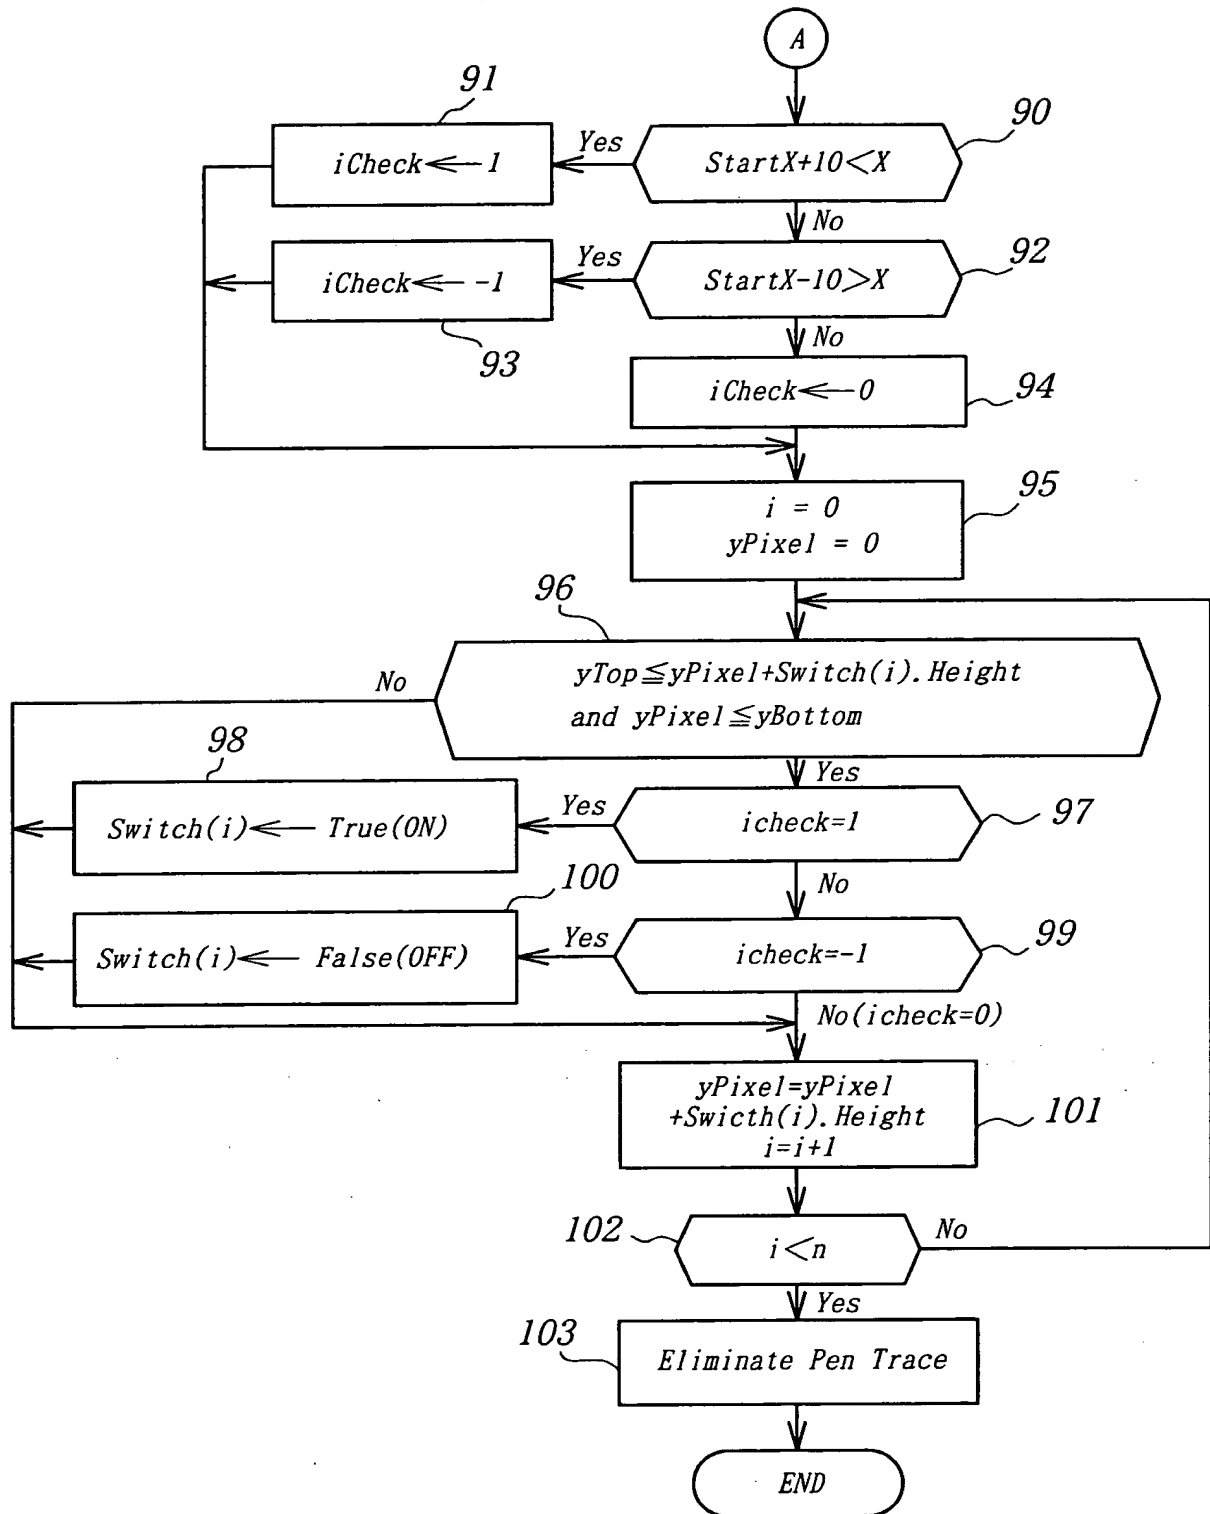 A
91
iCheck←1
Yes
StartX+10<X
90
No
iCheck←-1
Yes
StartX-10>X
92
93
No
iCheck←0
94
i = 0
yPixel = 0
95
96
No
yTop≦yPixel+Switch(i).Height
and yPixel≦yBottom
98
Yes
Switch(i)← True(ON)
Yes
icheck=1
97
100
No
Switch(i)← False(OFF)
Yes
icheck=-1
99
No(icheck=0)
yPixel=yPixel
+Swicth(i).Height
i=i+1
101
102
i<n
No
Yes
103
Eliminate Pen Trace
END